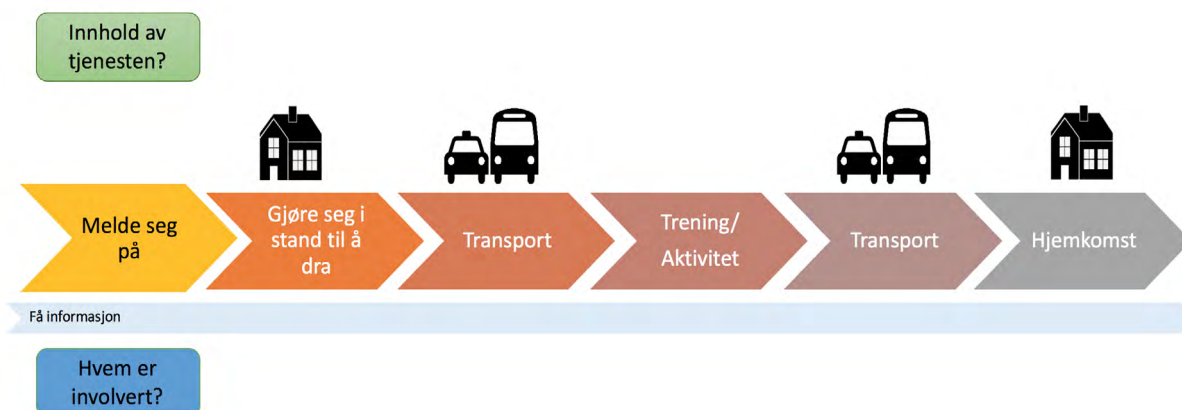 Innhold av
tjenesten?
Melde seg
på
Gjøre seg i
stand til å
dra
Transport
Trening/
Aktivitet
Transport
Hjemkomst
Få informasjon
Hvem er
involvert?